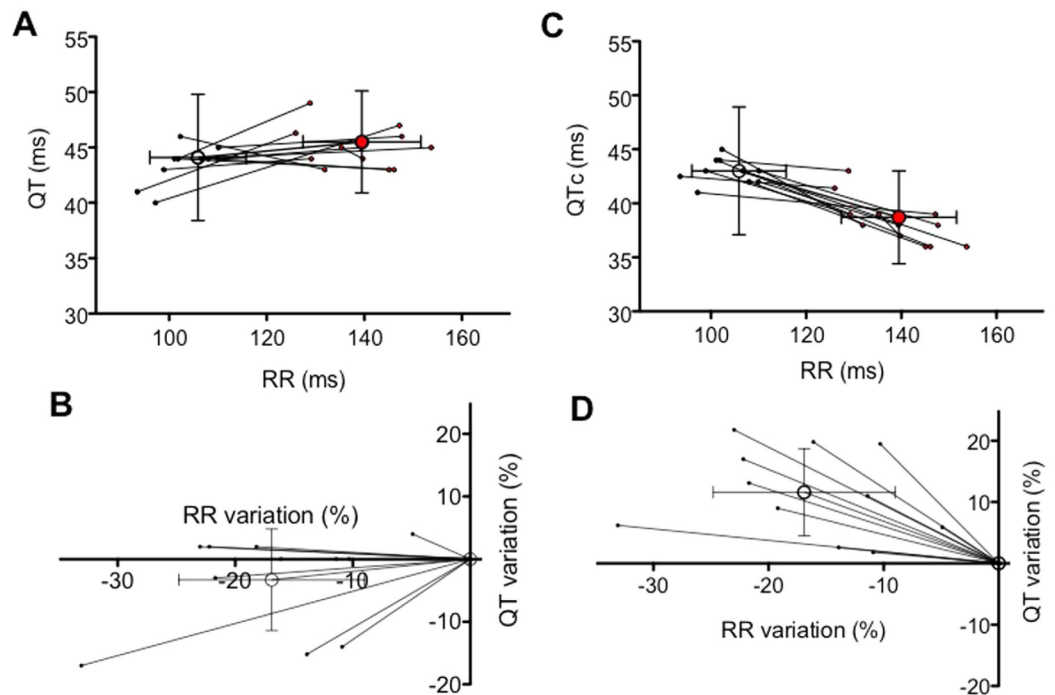 A
55
50
45
40
35
30
QT (ms)
100 120 140 160
RR (ms)
C
55
50
45
40
35
30
QTc (ms)
100 120 140 160
RR (ms)
B
20
10
-10
-20
QT variation (%)
RR variation (%)
-30 -20 -10
D
20
10
0
-10
-20
QT variation (%)
-30 -20 -10
RR variation (%)